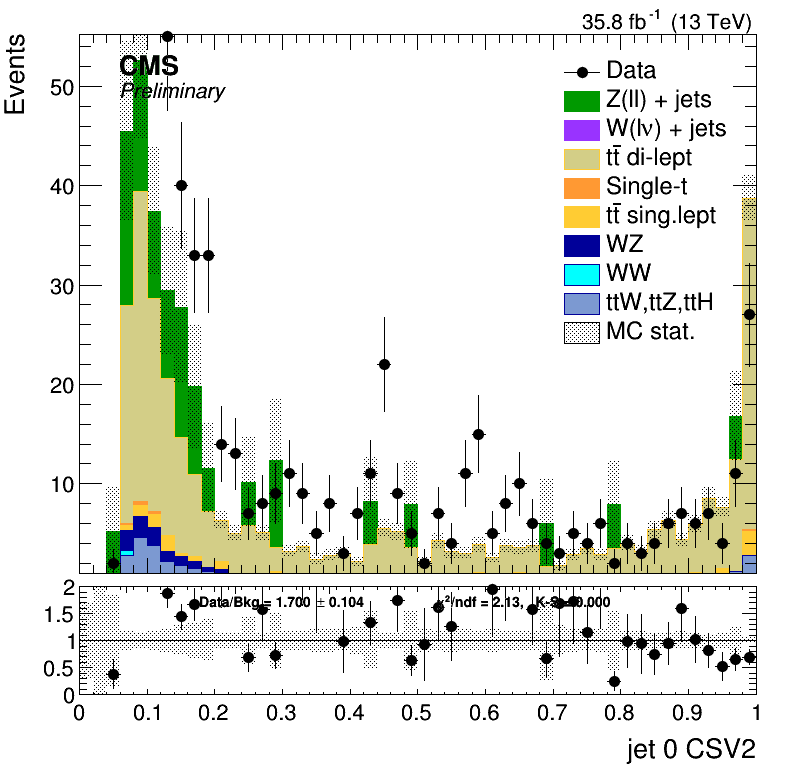 35.8 fb⁻¹ (13 TeV)
Events
CMS
Preliminary
Data
Z(ll) + jets
W(lν) + jets
tt̄ di-lept
Single-t
tt̄ sing.lept
WZ
WW
ttW,ttZ,ttH
MC stat.
50
40
30
20
10
Data/Bkg = 1.700 ± 0.104
/ndf = 2.13,
2
1.5
1
0.5
0
0 0.1 0.2 0.3 0.4 0.5 0.6 0.7 0.8 0.9 1
jet 0 CSV2